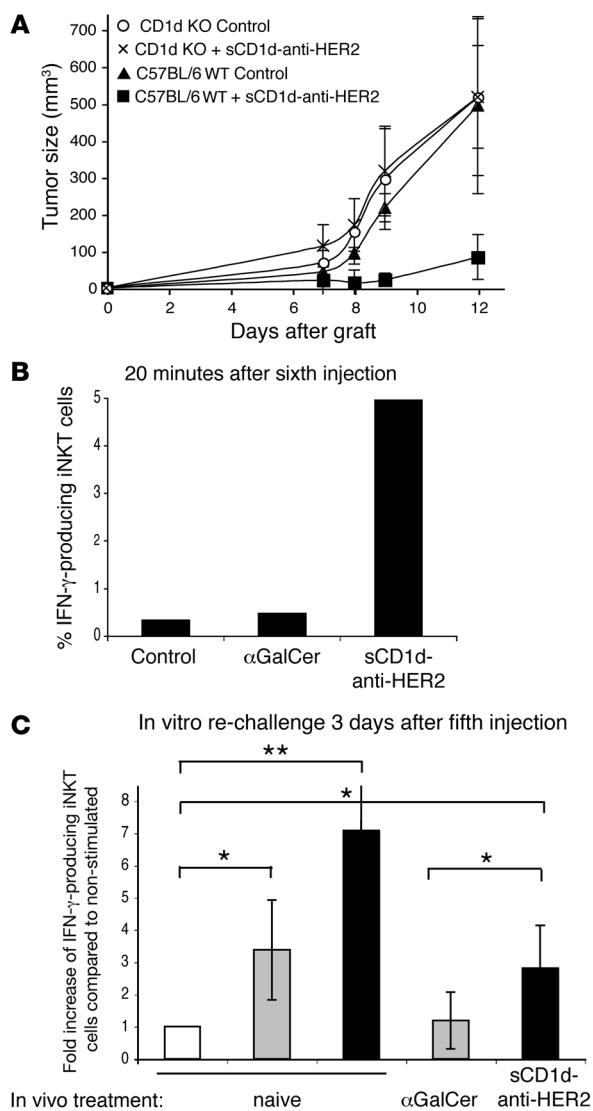 A
CD1d KO Control
CD1d KO + sCD1d-anti-HER2
C57BL/6 WT Control
C57BL/6 WT + sCD1d-anti-HER2
Tumor size (mm³)
700
600
500
400
300
200
100
0
0 2 4 6 8 10 12
Days after graft
B
20 minutes after sixth injection
% IFN-γ-producing iNKT cells
5
4
3
2
1
0
Control αGalCer sCD1d-
anti-HER2
C
In vitro re-challenge 3 days after fifth injection
Fold increase of IFN-γ-producing iNKT
cells compared to non-stimulated
**
*
*
*
8
7
6
5
4
3
2
1
0
In vivo treatment: naive αGalCer sCD1d-
anti-HER2